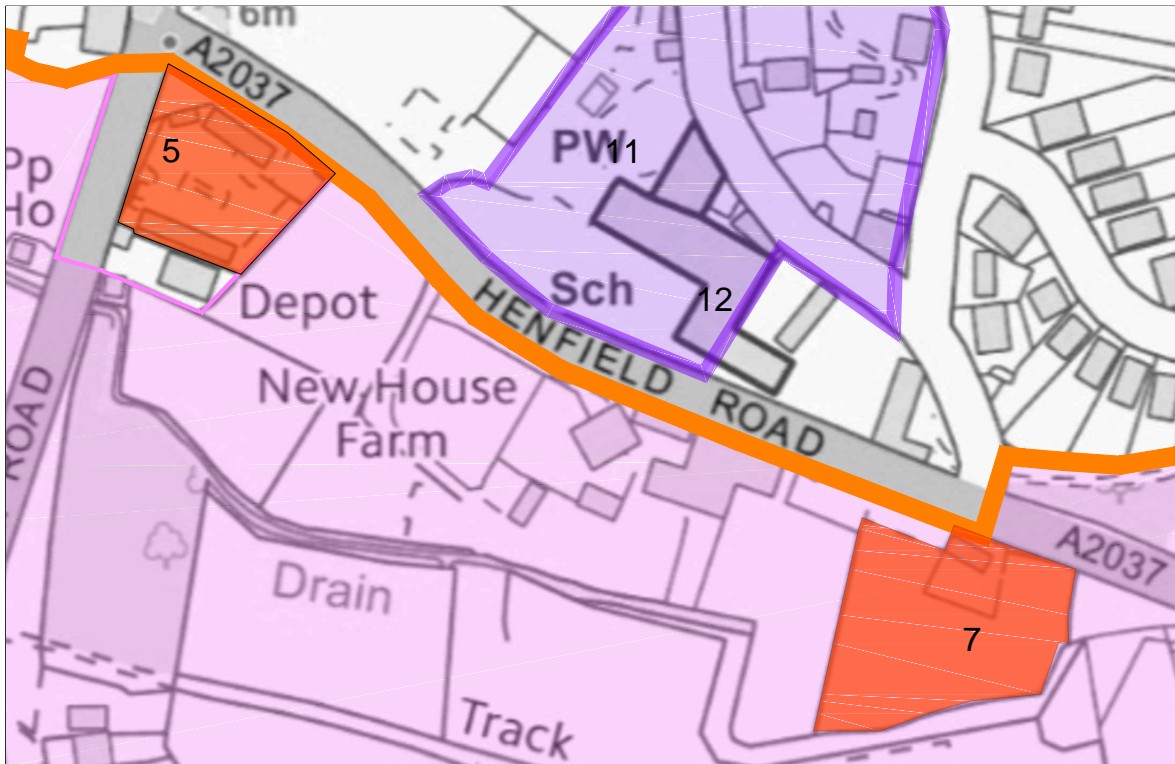 6m
A2037
5
PW
11
Pp
Ho
Sch
12
Depot
HENFIELD ROAD
New House
Farm
ROAD
Drain
A2037
7
Track